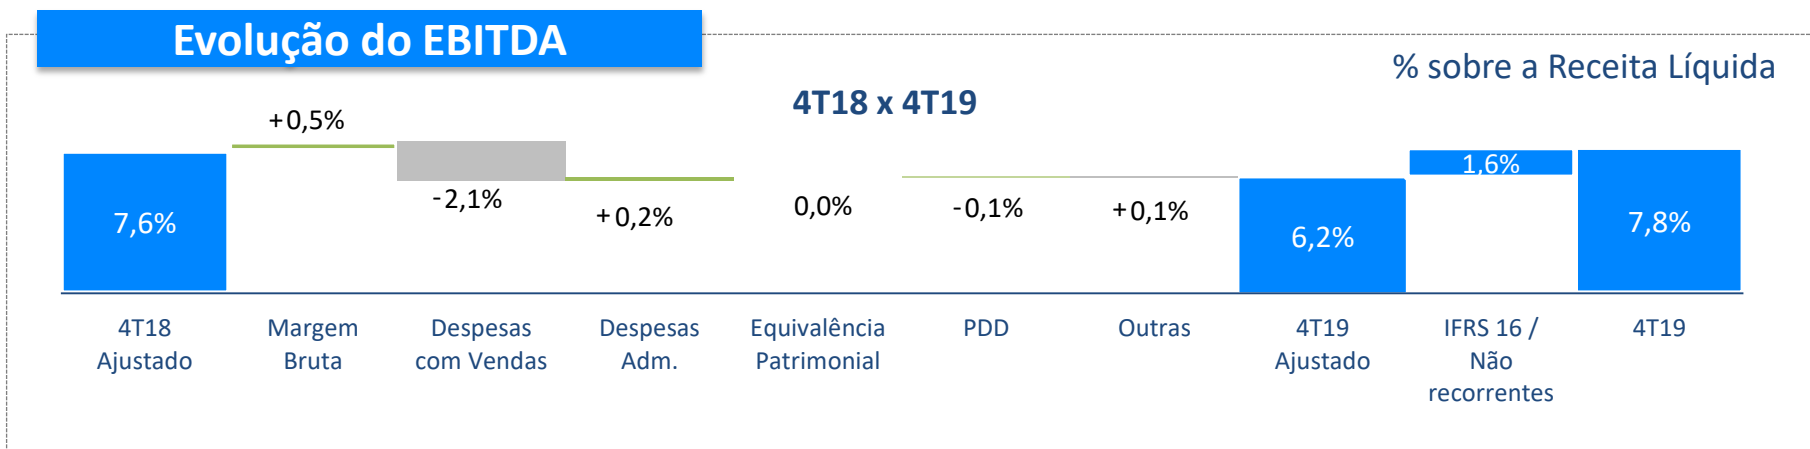 Evolução do EBITDA
% sobre a Receita Líquida
4T18 x 4T19
+0,5%
7,6%
-2,1%
+0,2%
0,0%
-0,1%
+0,1%
6,2%
1,6%
7,8%
4T18
Ajustado
Margem
Bruta
Despesas
com Vendas
Despesas
Adm.
Equivalência
Patrimonial
PDD
Outras
4T19
Ajustado
IFRS 16 /
Não
recorrentes
4T19